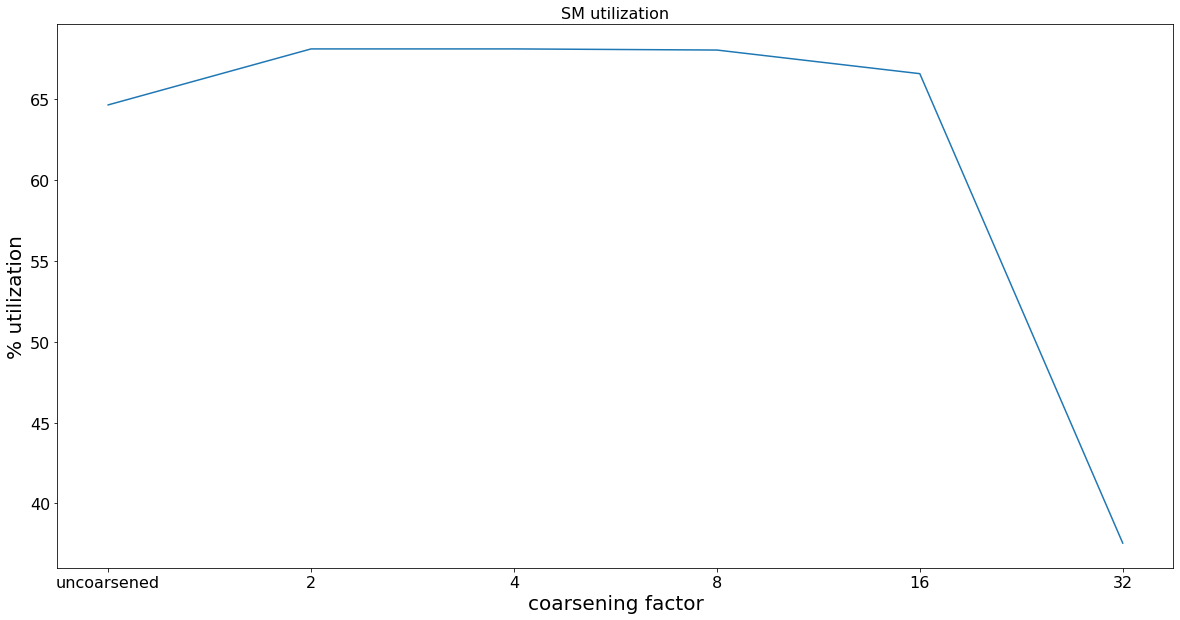 SM utilization
% utilization
65
60
55
50
45
40
uncoarsened 2 4 8 16 32
coarsening factor